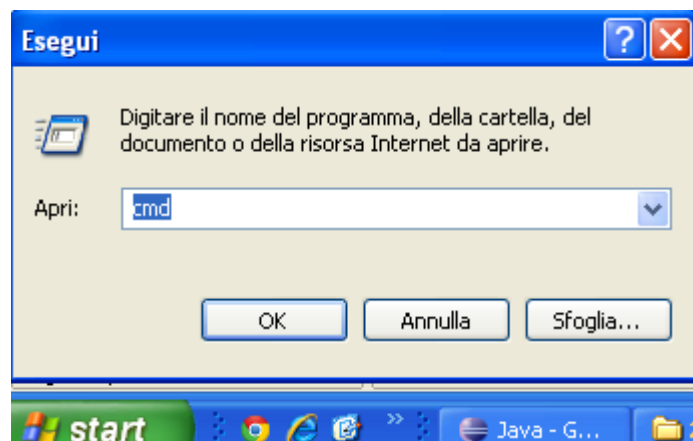 Esegui
Digitare il nome del programma, della cartella, del
documento o della risorsa Internet da aprire.
Apri: cmd
OK Annulla Sfoglia...
start Java - G...